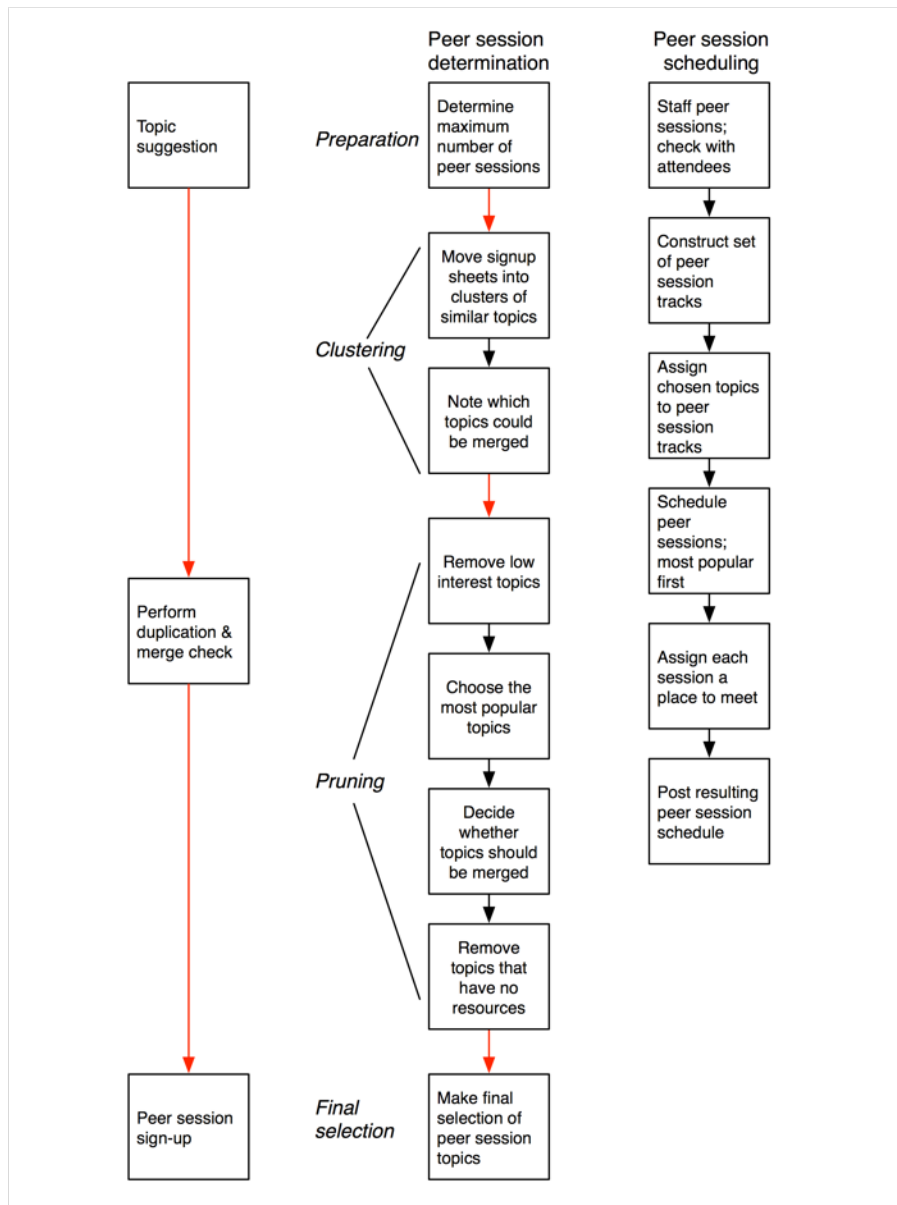 Topic
suggestion
Perform
duplication &
merge check
Peer session
sign-up
Peer session
determination
Preparation
Determine
maximum
number of
peer sessions
Clustering
Move signup
sheets into
clusters of
similar topics
Note which
topics could
be merged
Pruning
Remove low
interest topics
Choose the
most popular
topics
Decide
whether
topics should
be merged
Remove
topics that
have no
resources
Final
selection
Make final
selection of
peer session
topics
Peer session
scheduling
Staff peer
sessions;
check with
attendees
Construct set
of peer
session
tracks
Assign
chosen topics
to peer
session
tracks
Schedule
peer
sessions;
most popular
first
Assign each
session a
place to meet
Post resulting
peer session
schedule